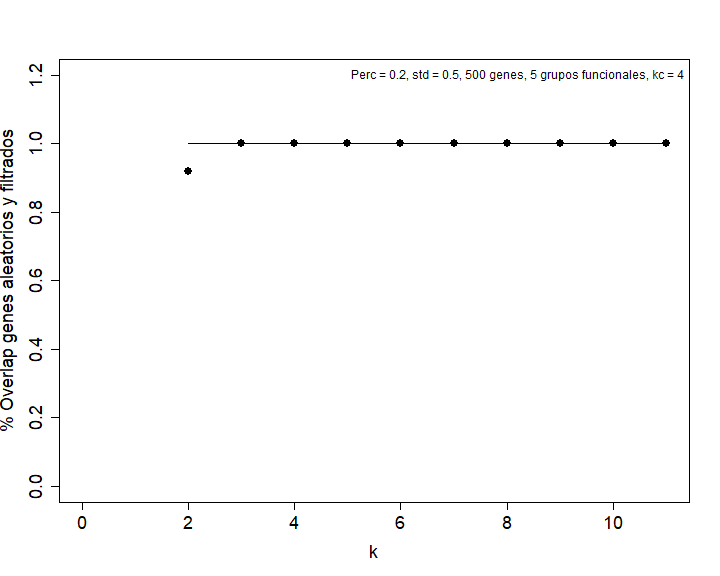 Perc = 0.2, std = 0.5, 500 genes, 5 grupos funcionales, kc = 4
% Overlap genes aleatorios y filtrados
1.2
1.0
0.8
0.6
0.4
0.2
0.0
0 2 4 6 8 10
k